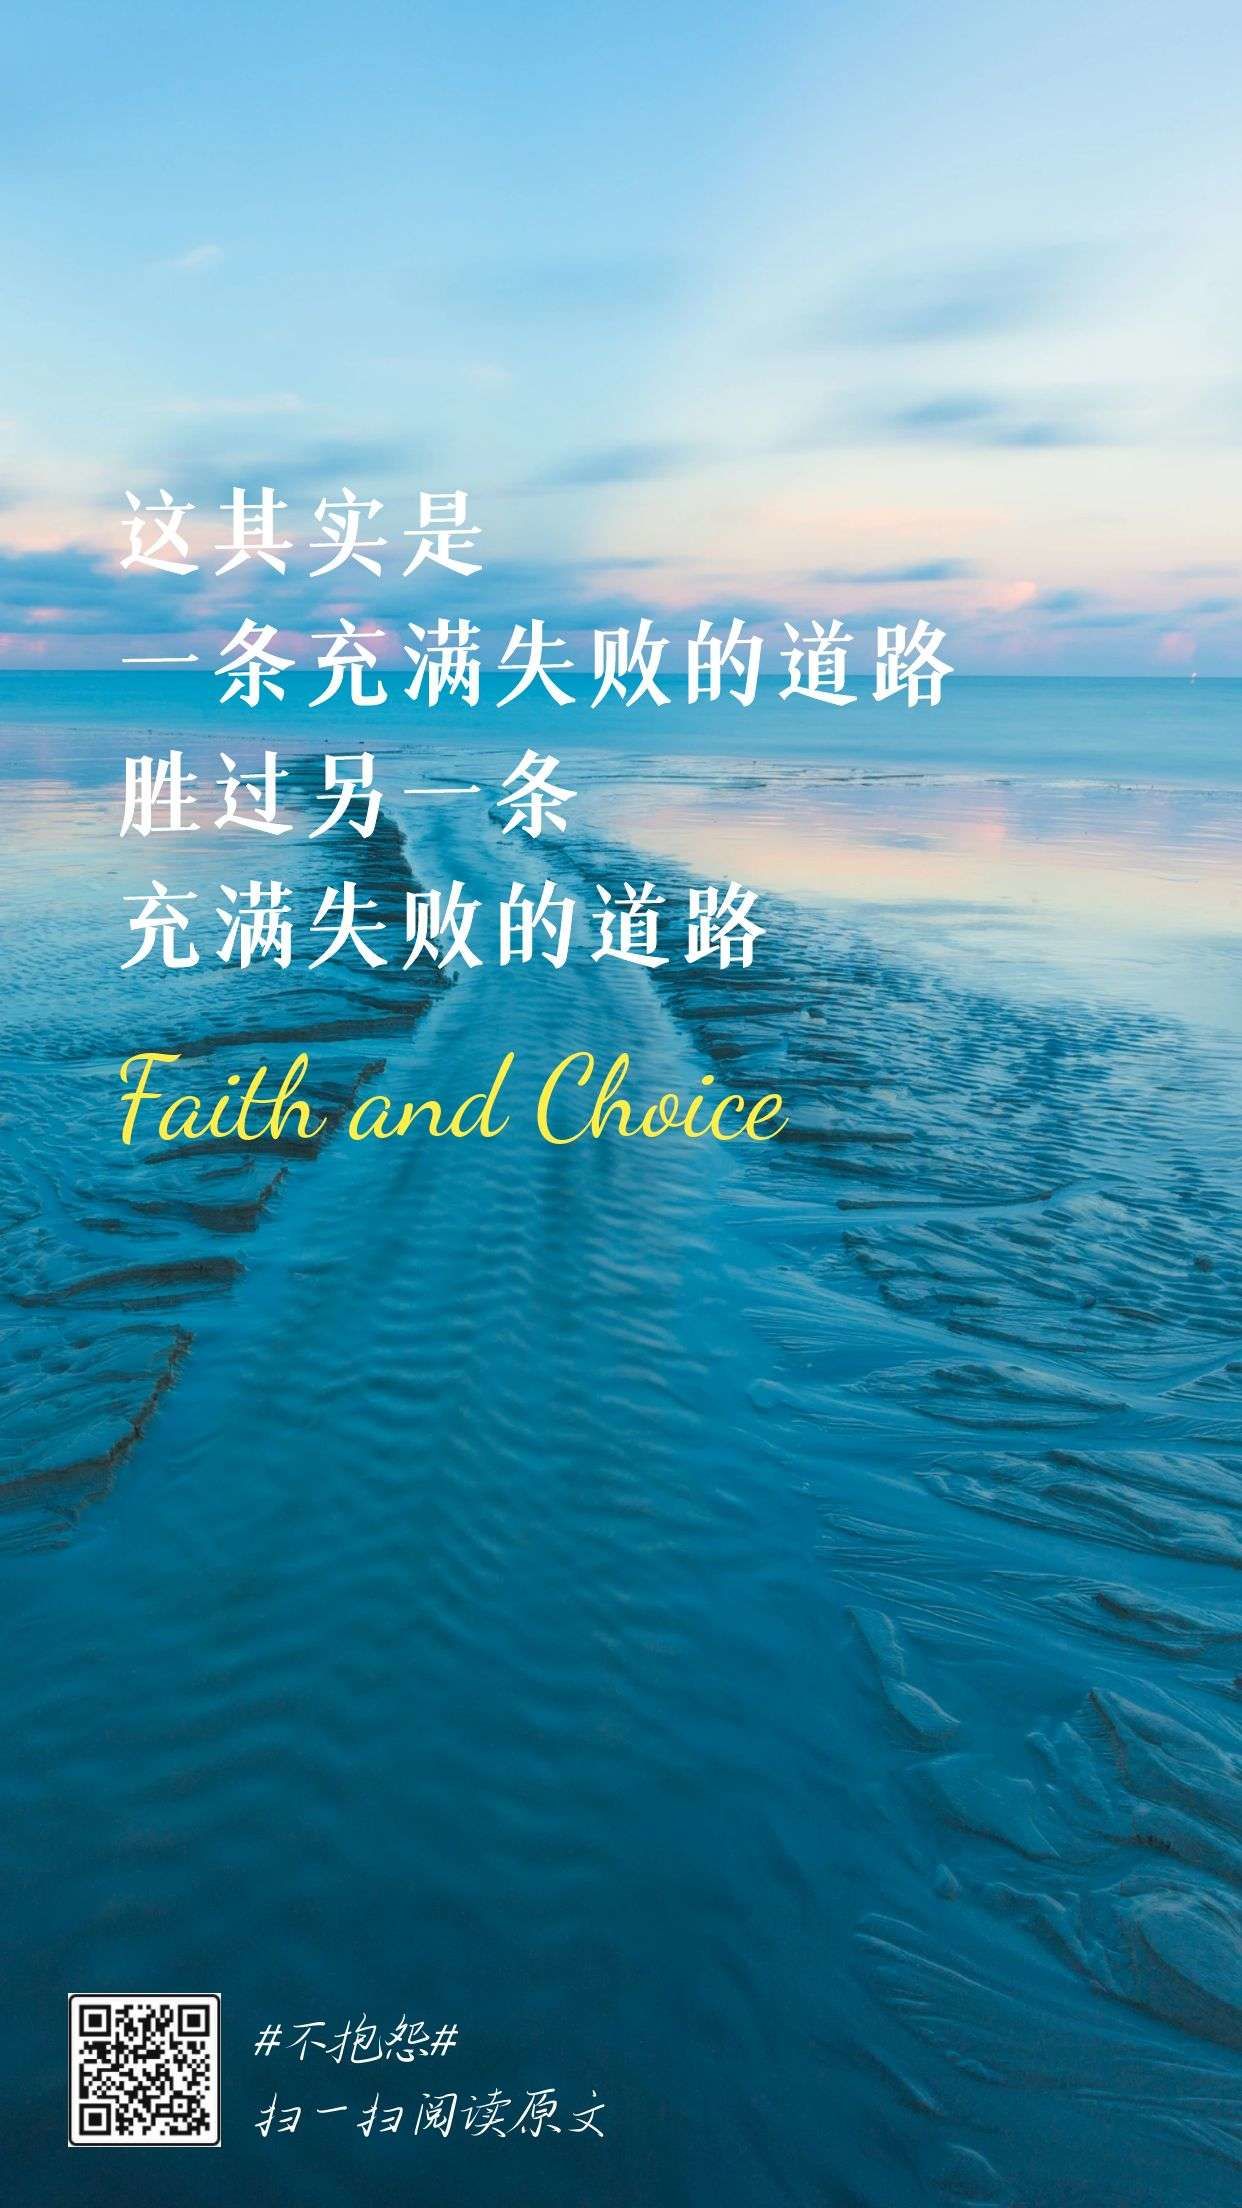 这其实是
一条充满失败的道路
胜过另一条
充满失败的道路
Faith and Choice
#不抱怨#
扫一扫阅读原文